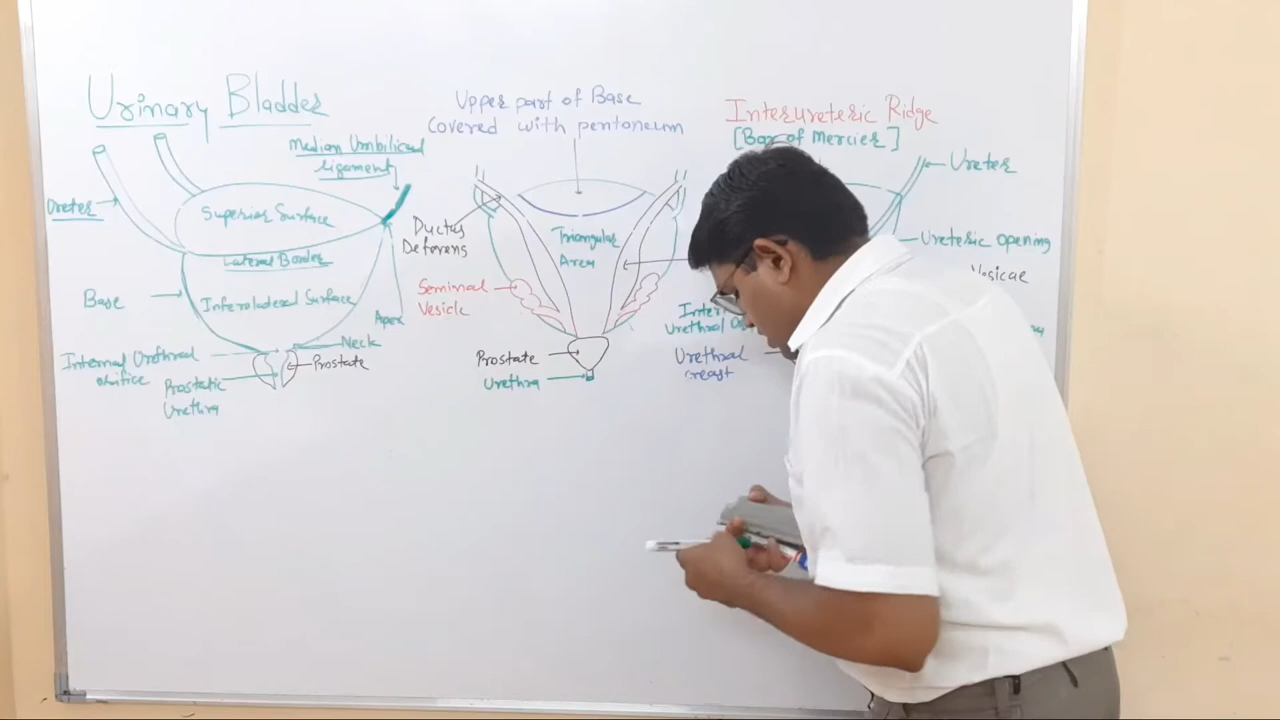 Urinary Bladder
Median Umbilical
ligament
Ureter
Superior Surface
Lateral Border
Base
Inferolateral Surface
Apex
Neck
Internal Urethral
Prostate
Prostatic
Urethra
Upper part of Base
Covered with peritoneum
Ductus
Deferens
Triangular
Area
Seminal
Vesicle
Prostate
Urethra
Interureteric Ridge
[Bar of Mercier]
Ureter
Ureteric opening
Urethral
Urethral